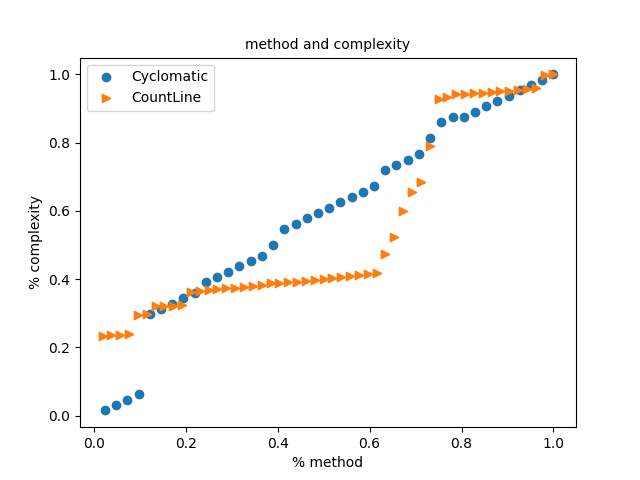 method and complexity
Cyclomatic
CountLine
1.0
0.8
0.6
0.4
0.2
0.0
% complexity
0.0 0.2 0.4 0.6 0.8 1.0
% method